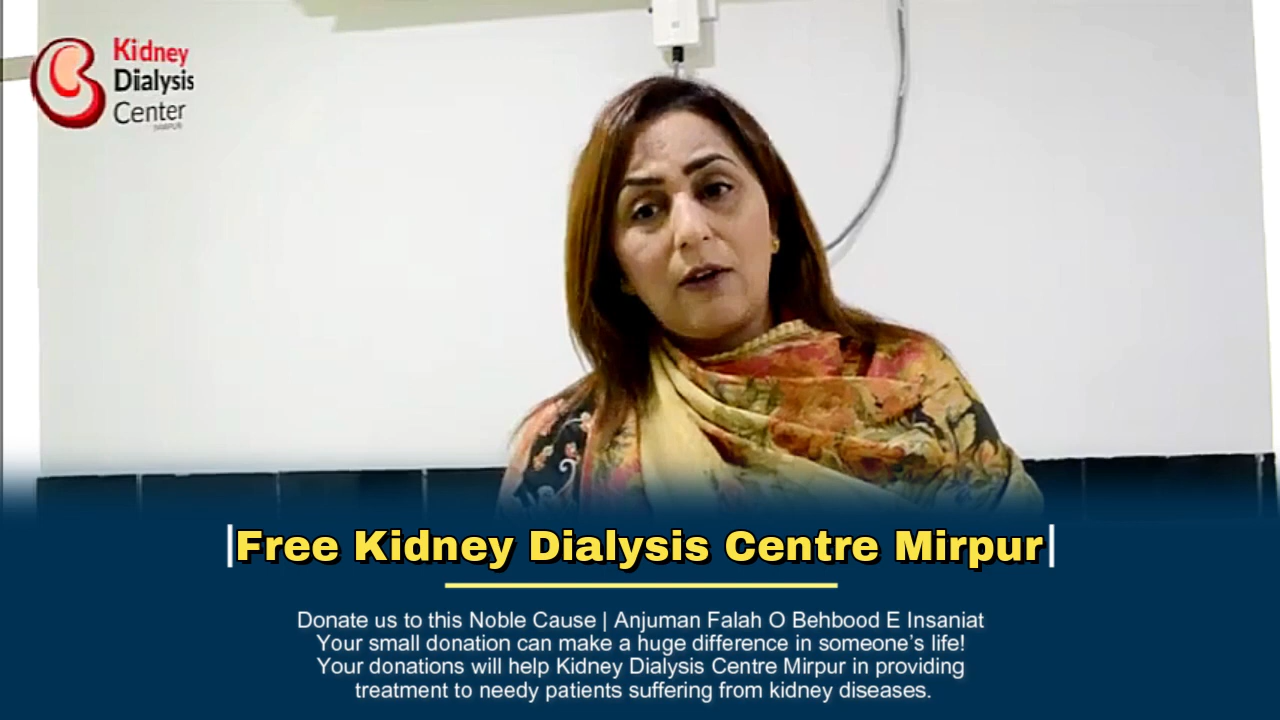 Kidney
Dialysis
Center
MIRPUR
Free Kidney Dialysis Centre Mirpur
Donate us to this Noble Cause | Anjuman Falah O Behbood E Insaniat
Your small donation can make a huge difference in someone's life!
Your donations will help Kidney Dialysis Centre Mirpur in providing
treatment to needy patients suffering from kidney diseases.